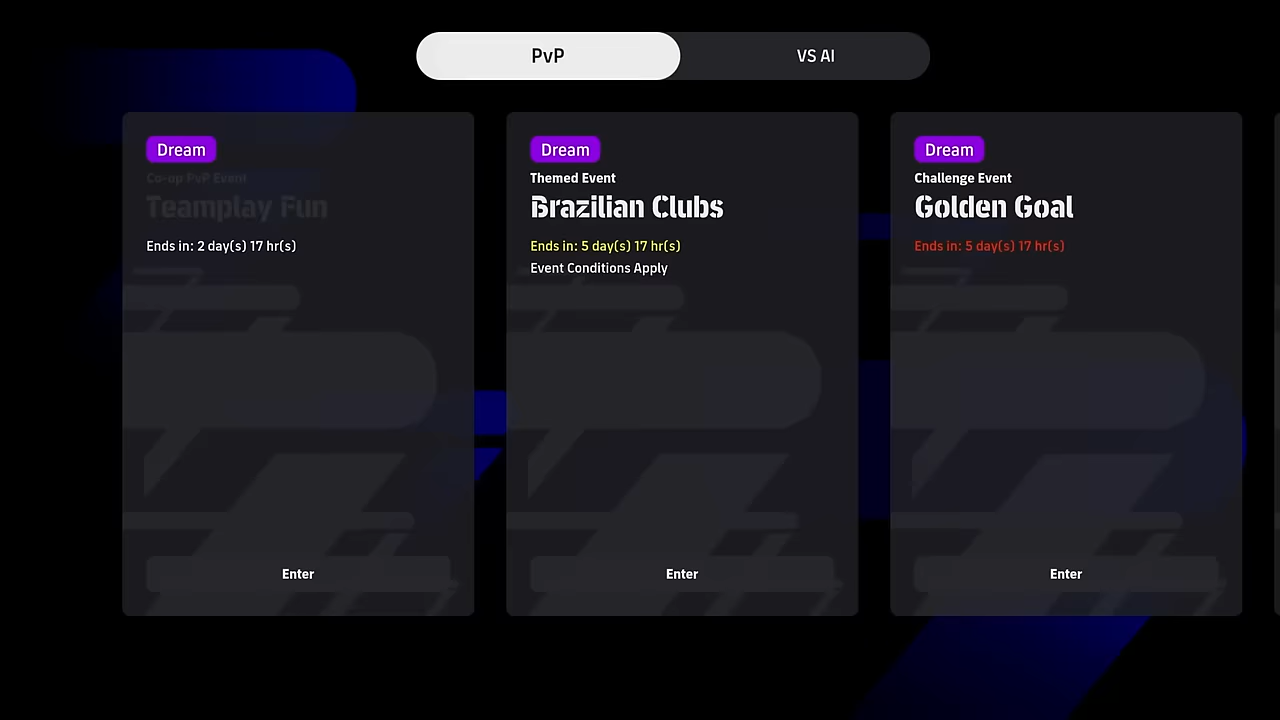 PvP
VS AI
Dream
Co-op PvP Event
Teamplay Fun
Ends in: 2 day(s) 17 hr(s)
Enter
Dream
Themed Event
Brazilian Clubs
Ends in: 5 day(s) 17 hr(s)
Event Conditions Apply
Enter
Dream
Challenge Event
Golden Goal
Ends in: 5 day(s) 17 hr(s)
Enter